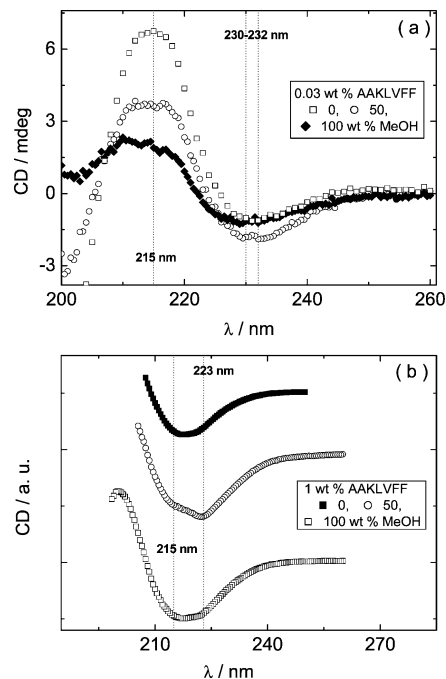 ( a )
230-232 nm
0.03 wt % AAKLVFF
□ 0, ○ 50,
◆ 100 wt % MeOH
215 nm
CD / mdeg
6
3
0
-3
200 220 240 260
λ / nm
( b )
223 nm
1 wt % AAKLVFF
■ 0, ○ 50,
□ 100 wt % MeOH
215 nm
CD / a. u.
210 240 270
λ / nm